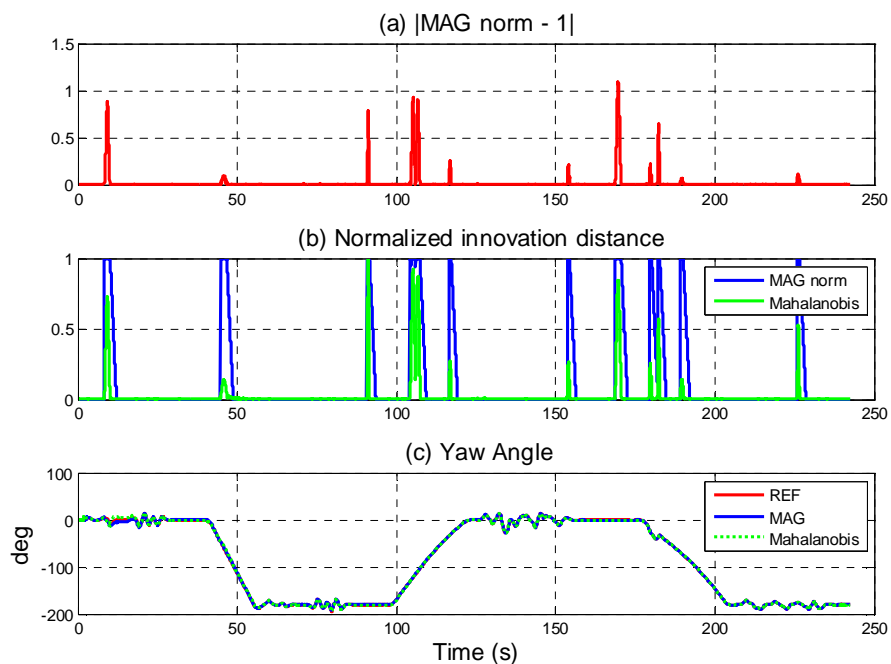 (a) |MAG norm - 1|
1.5
1
0.5
0
0 50 100 150 200 250
(b) Normalized innovation distance
1
0.5
0
MAG norm
Mahalanobis
0 50 100 150 200 250
(c) Yaw Angle
100
0
-100
-200
deg
REF
MAG
Mahalanobis
0 50 100 150 200 250
Time (s)